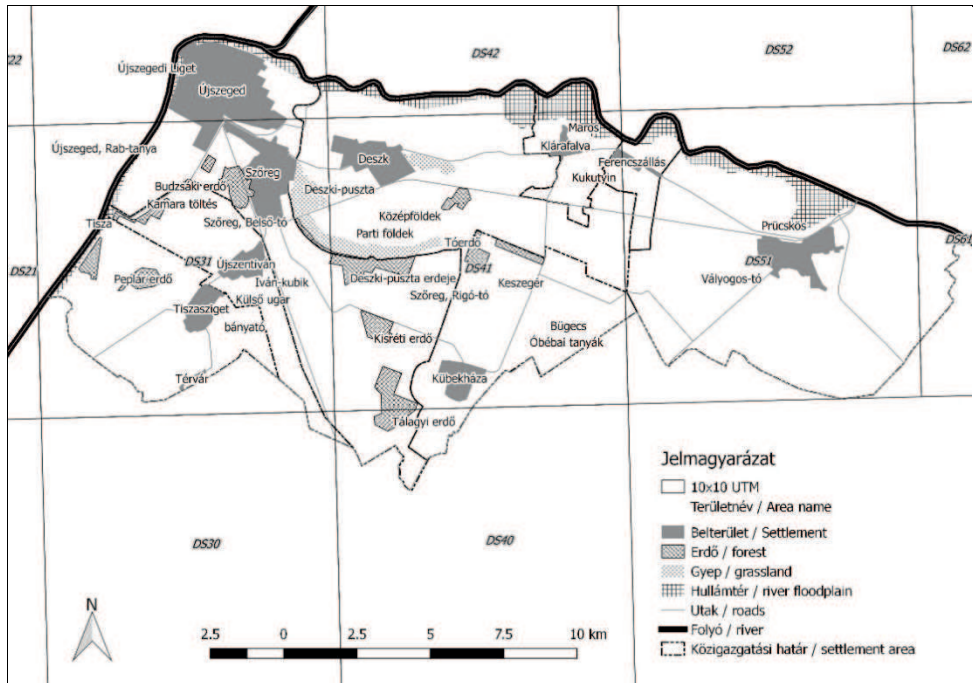 DS42
DS52
DS62
22
Újszegedi Liget
Újszeged
Maros
Klárafalva
Újszeged, Rab-tanya
Deszk
Ferencszállás
Szőreg
Kukutyin
Budzsáki-erdő
Deszki-puszta
Kamara töltés
Középföldek
Tisza
Szőreg, Belső-tó
Parti földek
Prücskös
Tóerdő
DS61
DS21
DS31
Újszentiván
DS41
DS51
Peplár-erdő
Iván-kubik
Deszki-puszta erdeje
Keszegér
Vályogos-tó
Külső ugar
Szőreg, Rigó-tó
Tiszasziget
bányató
Bügecs
Kisréti erdő
Óbébai tanyák
Térvár
Kübekháza
Tálagyi erdő
DS30
DS40
Jelmagyarázat
10x10 UTM
Területnév / Area name
Belterület / Settlement
Erdő / forest
Gyep / grassland
Hullámtér / river floodplain
Utak / roads
Folyó / river
Közigazgatási határ / settlement area
N
2.5 0 2.5 5 7.5 10 km